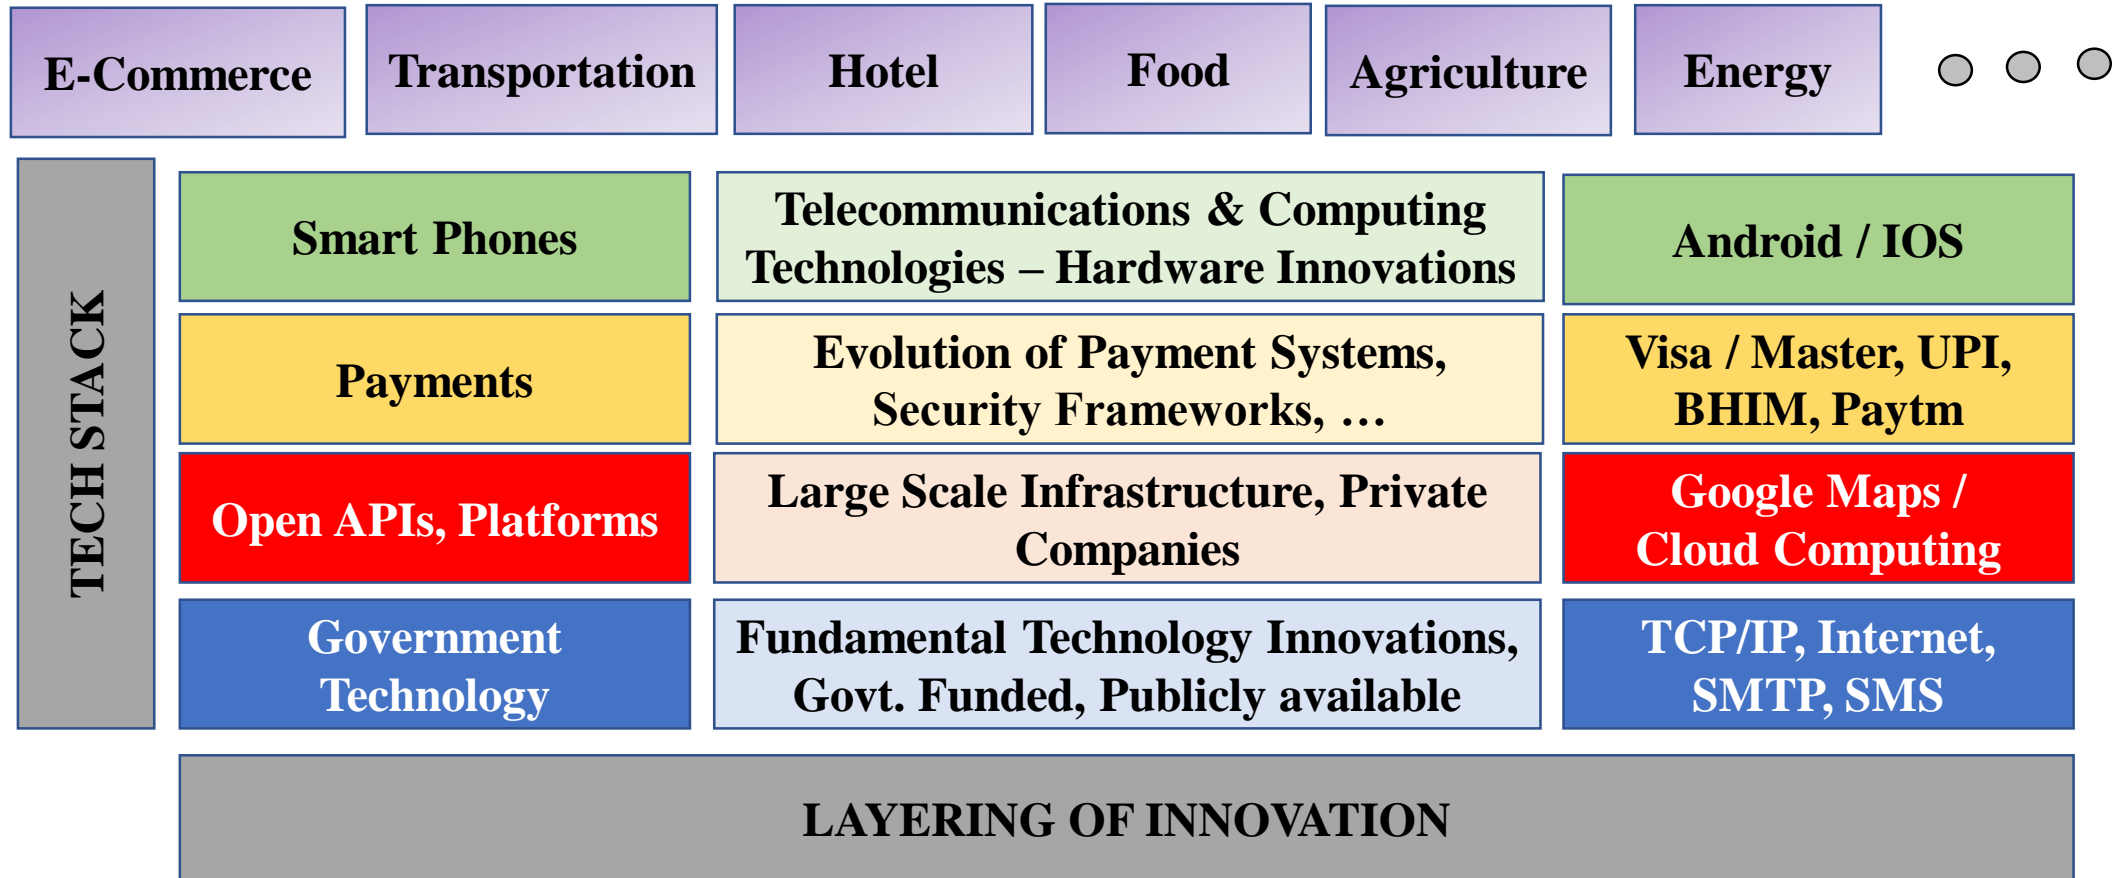 E-Commerce
Transportation
Hotel
Food
Agriculture
Energy
TECH STACK
Smart Phones
Telecommunications & Computing
Technologies – Hardware Innovations
Android / IOS
Payments
Evolution of Payment Systems,
Security Frameworks, …
Visa / Master, UPI,
BHIM, Paytm
Open APIs, Platforms
Large Scale Infrastructure, Private
Companies
Google Maps /
Cloud Computing
Government
Technology
Fundamental Technology Innovations,
Govt. Funded, Publicly available
TCP/IP, Internet,
SMTP, SMS
LAYERING OF INNOVATION